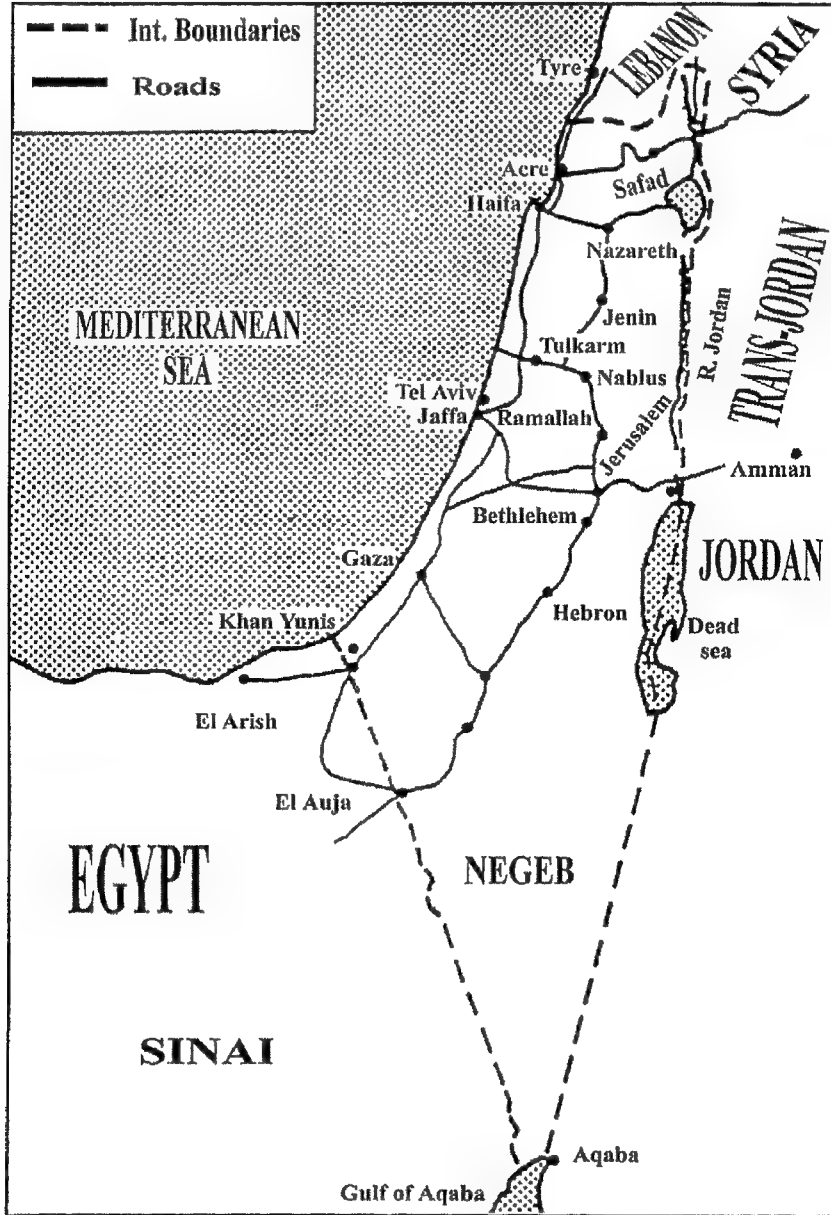 Int. Boundaries
Roads
LEBANON
SYRIA
Tyre
Acre
Safad
Haifa
Nazareth
MEDITERRANEAN
SEA
Jenin
R. Jordan
TRANS-JORDAN
Tulkarm
Nablus
Tel Aviv
Jaffa
Ramallah
Jerusalem
Amman
Bethlehem
Gaza
JORDAN
Hebron
Khan Yunis
Dead
sea
El Arish
El Auja
EGYPT
NEGEB
SINAI
Aqaba
Gulf of Aqaba